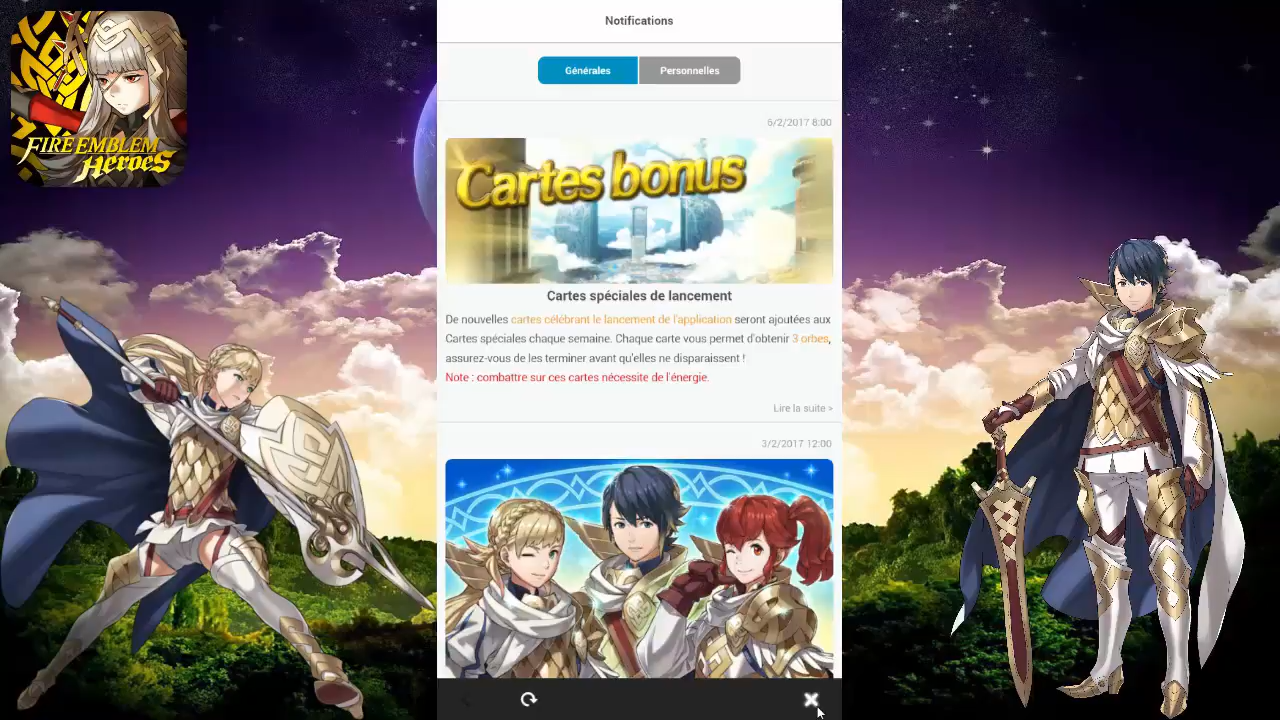 FIRE EMBLEM
Heroes
Notifications
Générales
Personnelles
6/2/2017 8:00
Cartes bonus
Cartes spéciales de lancement
De nouvelles cartes célébrant le lancement de l'application seront ajoutées aux
Cartes spéciales chaque semaine. Chaque carte vous permet d'obtenir 3 orbes,
assurez-vous de les terminer avant qu'elles ne disparaissent !
Note : combattre sur ces cartes nécessite de l'énergie.
Lire la suite >
3/2/2017 12:00